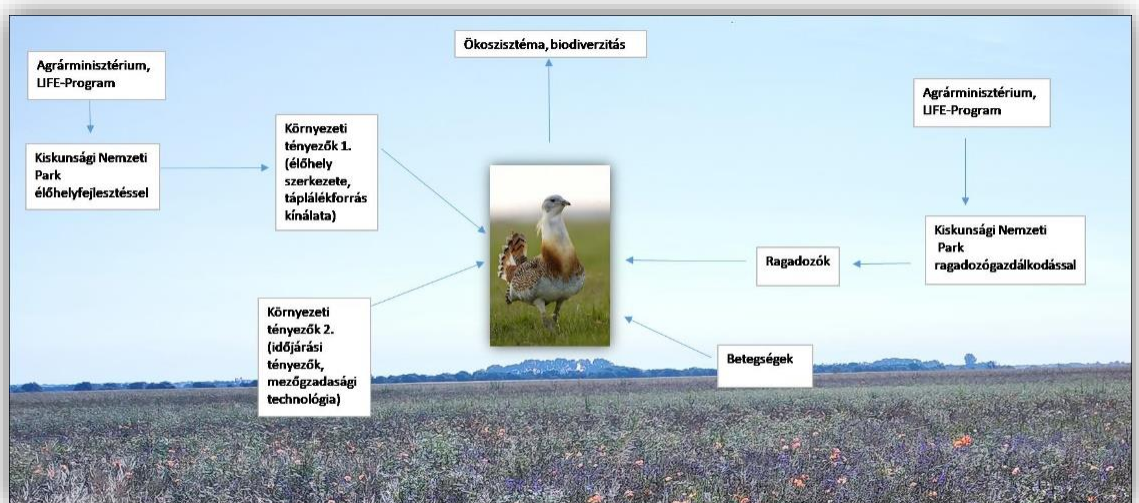 Ökoszisztéma, biodiverzitás
Agrárminisztérium,
LIFE-Program
Kiskunsági Nemzeti
Park
élőhelyfejlesztéssel
Környezeti
tényezők 1.
(élőhely
szerkezete,
táplálékforrás
kínálata)
Környezeti
tényezők 2.
(időjárási
tényezők,
mezőgzadasági
technológia)
Agrárminisztérium,
LIFE-Program
Kiskunsági Nemzeti
Park
ragadozógazdálkodással
Ragadozók
Betegségek